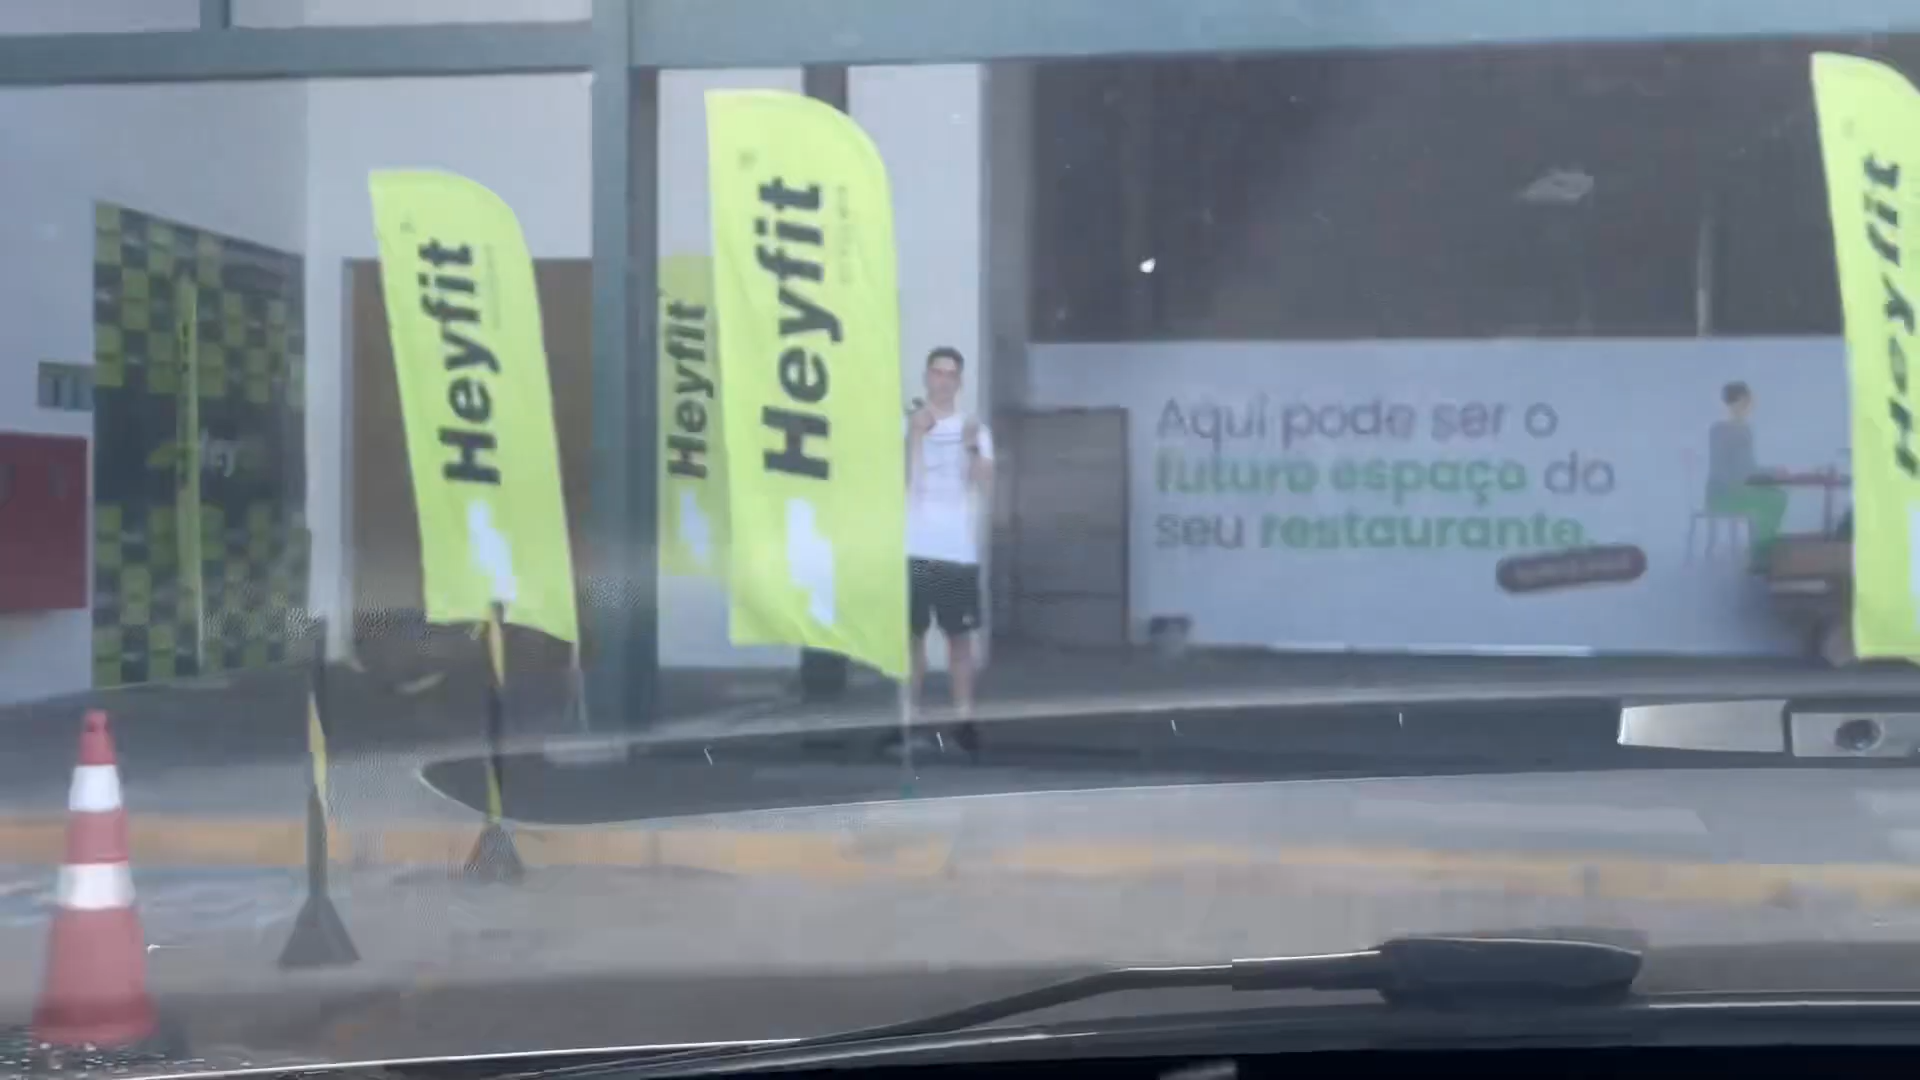 Heyfit
Heyfit
Heyfit
Heyfit
Aqui pode ser o
futuro espaço do
seu restaurante.